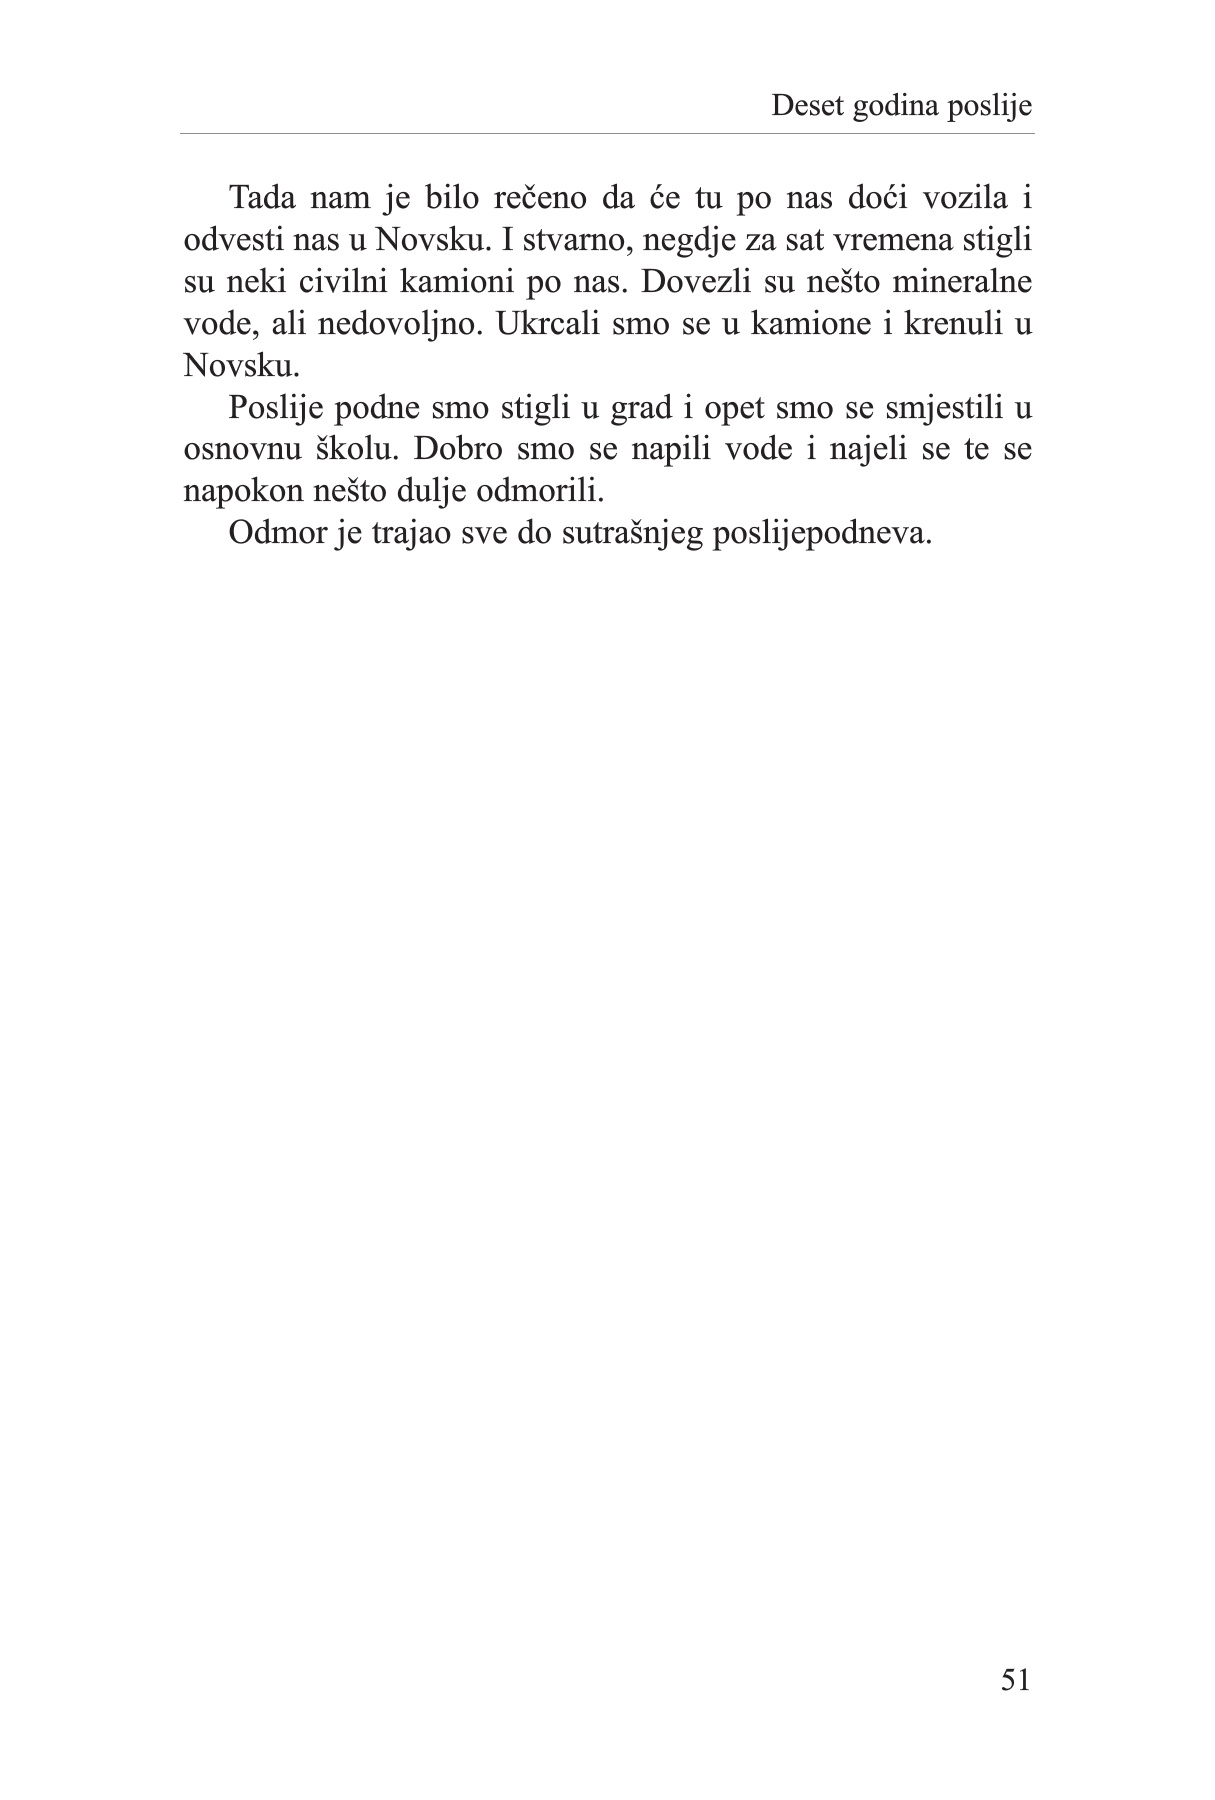 Deset godina poslije
Tada nam je bilo rečeno da će tu po nas doći vozila i
odvesti nas u Novsku. I stvarno, negdje za sat vremena stigli
su neki civilni kamioni po nas. Dovezli su nešto mineralne
vode, ali nedovoljno. Ukrcali smo se u kamione i krenuli u
Novsku.
Poslije podne smo stigli u grad i opet smo se smjestili u
osnovnu školu. Dobro smo se napili vode i najeli se te se
napokon nešto dulje odmorili.
Odmor je trajao sve do sutrašnjeg poslijepodneva.
51